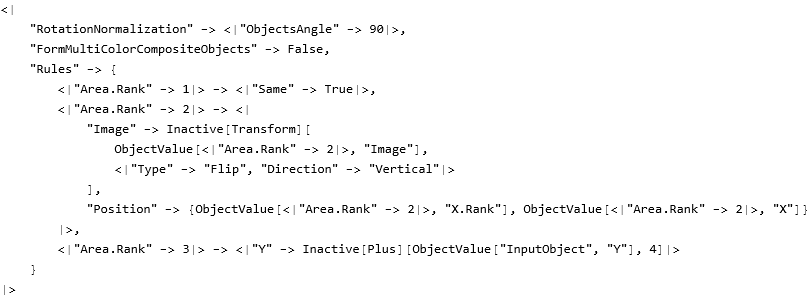 <|
"RotationNormalization" -> <|"ObjectsAngle" -> 90|>,
"FormMultiColorCompositeObjects" -> False,
"Rules" -> {
<|"Area.Rank" -> 1|> -> <|"Same" -> True|>,
<|"Area.Rank" -> 2|> -> <|
"Image" -> Inactive[Transform][
ObjectValue[<|"Area.Rank" -> 2|>, "Image"],
<|"Type" -> "Flip", "Direction" -> "Vertical"|>
],
"Position" -> {ObjectValue[<|"Area.Rank" -> 2|>, "X.Rank"], ObjectValue[<|"Area.Rank" -> 2|>, "X"]}
|>,
<|"Area.Rank" -> 3|> -> <|"Y" -> Inactive[Plus][ObjectValue["InputObject", "Y"], 4]|>
}
|>